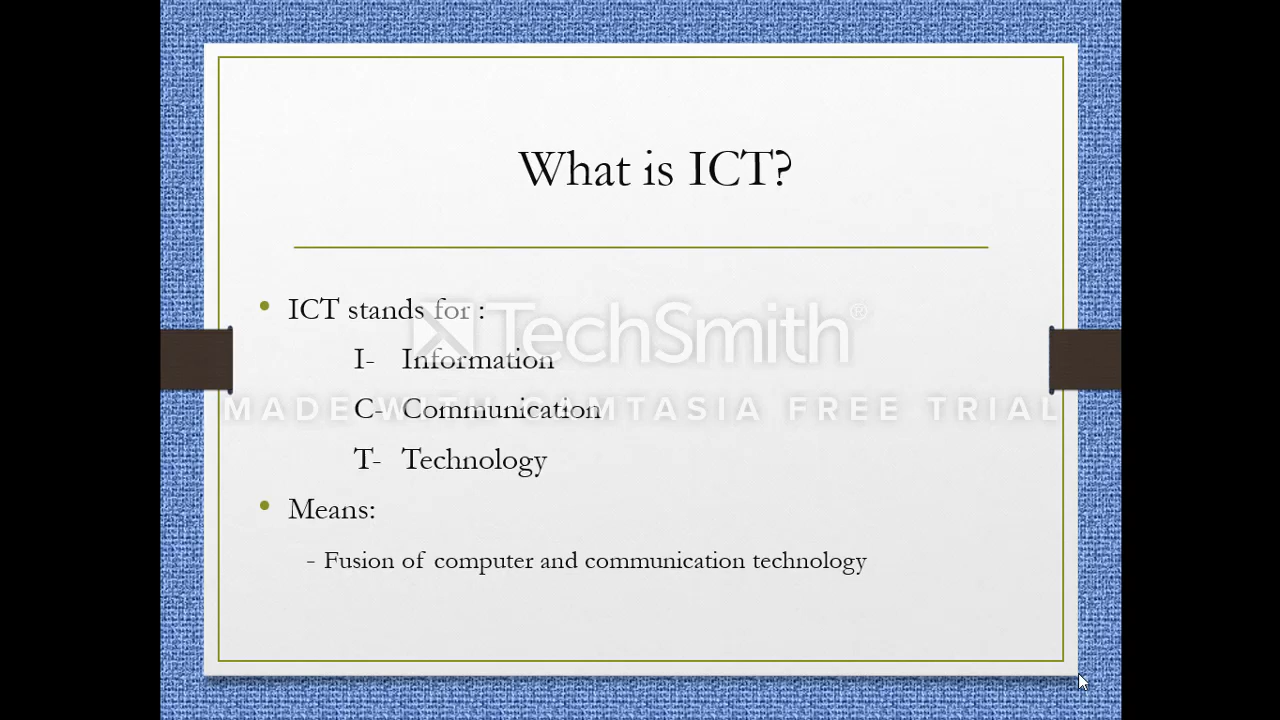 What is ICT?
• ICT stands for :
I- Information
TechSmith®
C- Communication
MADE WITH CAMTASIA FREE TRIAL
T- Technology
• Means:
- Fusion of computer and communication technology